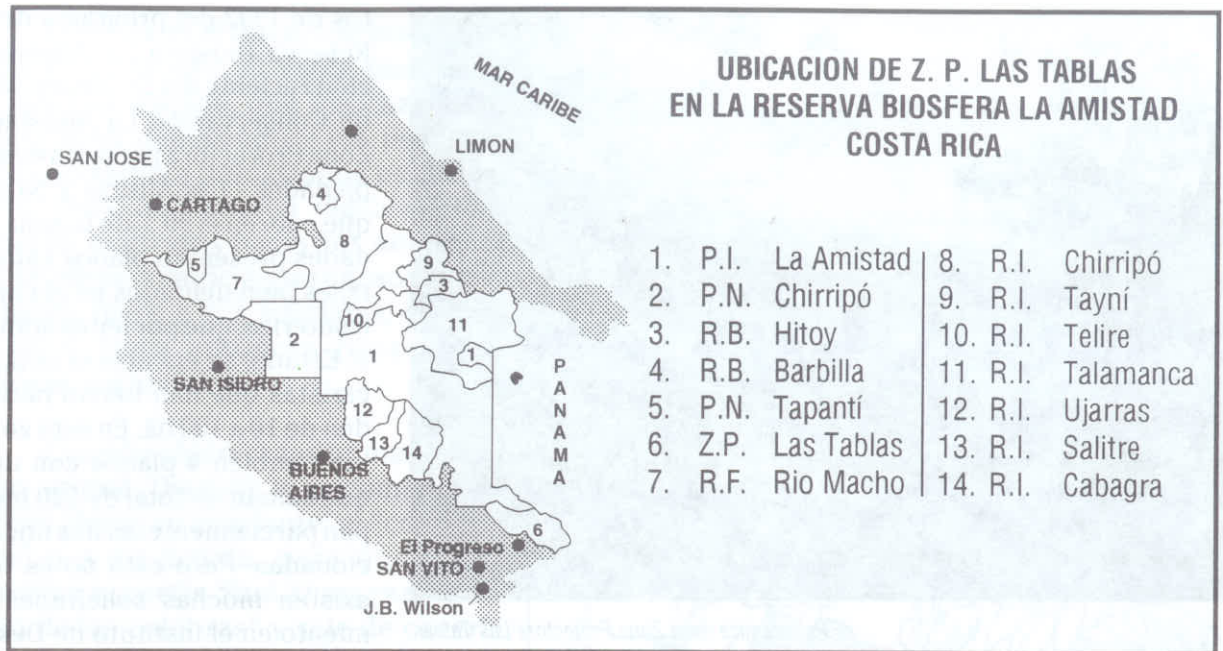 UBICACION DE Z. P. LAS TABLAS
EN LA RESERVA BIOSFERA LA AMISTAD
COSTA RICA
MAR CARIBE
SAN JOSE
LIMON
CARTAGO
4
8
5
7
9
3
10
11
2
1
1
SAN ISIDRO
PANAMA
12
13
14
BUENOS
AIRES
6
El Progreso
SAN VITO
J.B. Wilson
1. P.I. La Amistad
2. P.N. Chirripó
3. R.B. Hitoy
4. R.B. Barbilla
5. P.N. Tapantí
6. Z.P. Las Tablas
7. R.F. Rio Macho
8. R.I. Chirripó
9. R.I. Tayní
10. R.I. Telire
11. R.I. Talamanca
12. R.I. Ujarras
13. R.I. Salitre
14. R.I. Cabagra